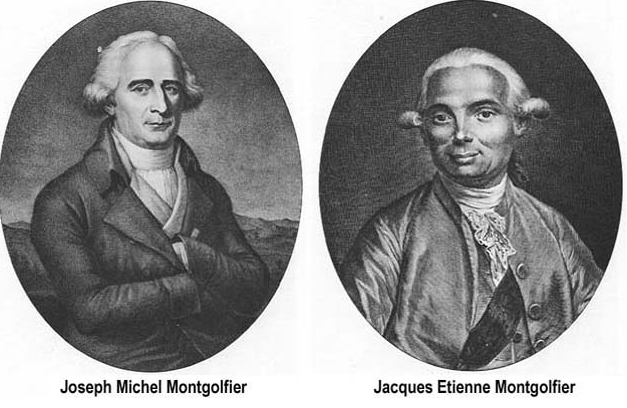 Joseph Michel Montgolfier
Jacques Etienne Montgolfier